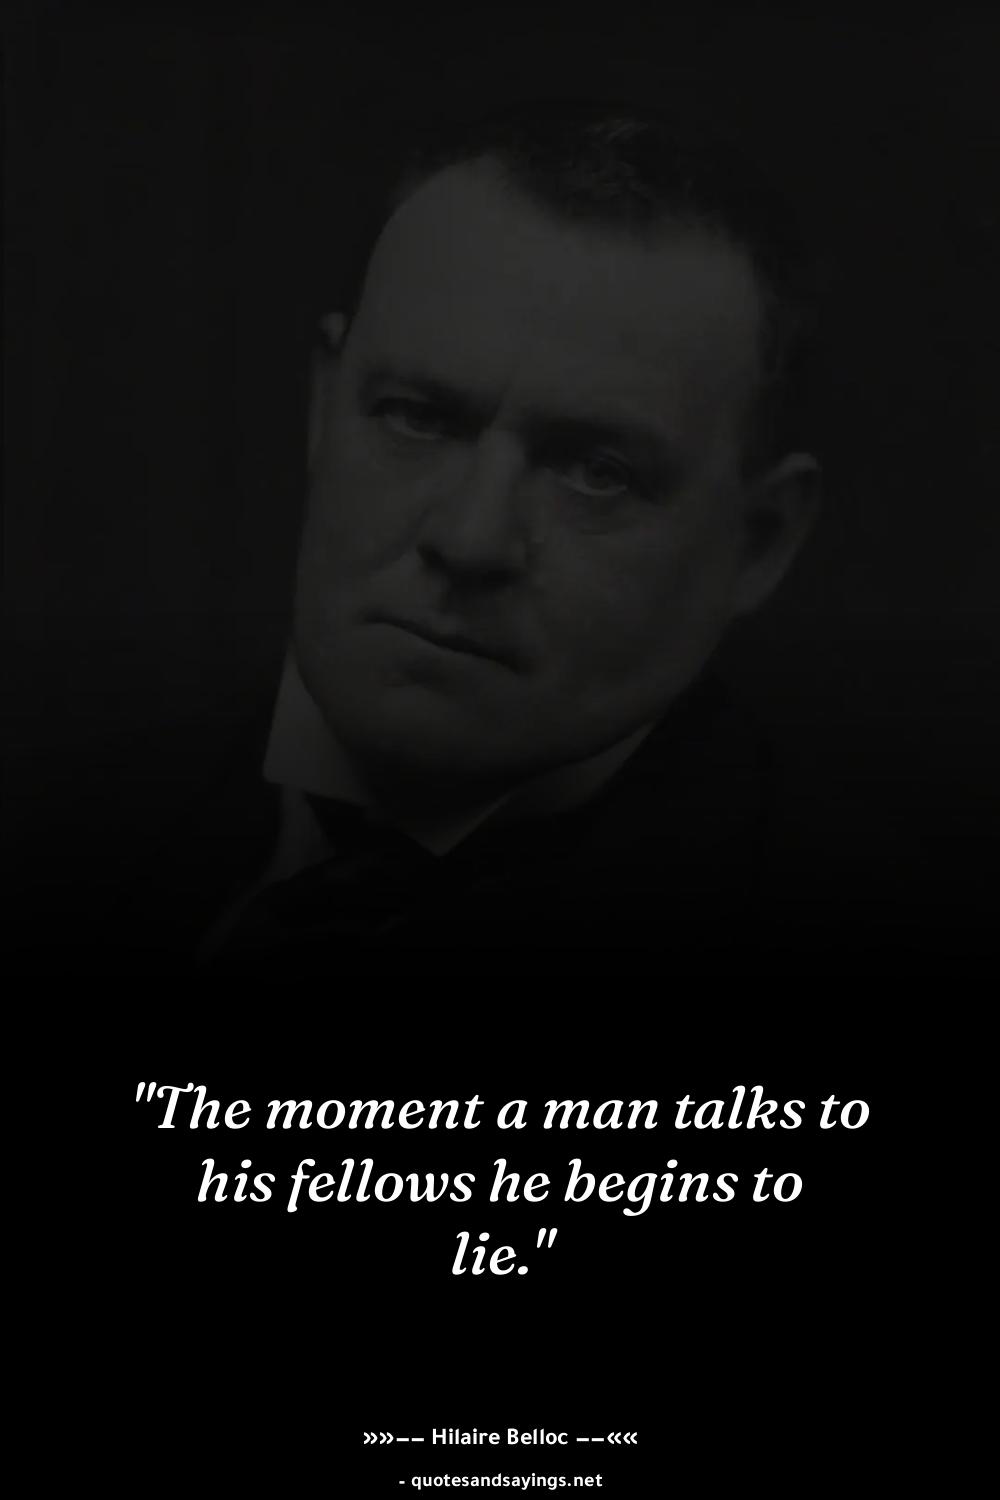 "The moment a man talks to
his fellows he begins to
lie."
»»–– Hilaire Belloc ––««
- quotesandsayings.net